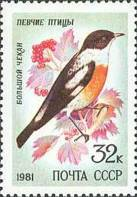 ПЕВЧИЕ ПТИЦЫ
БОЛЬШОЙ ЧЕКАН
32К
1981 ПОЧТА СССР